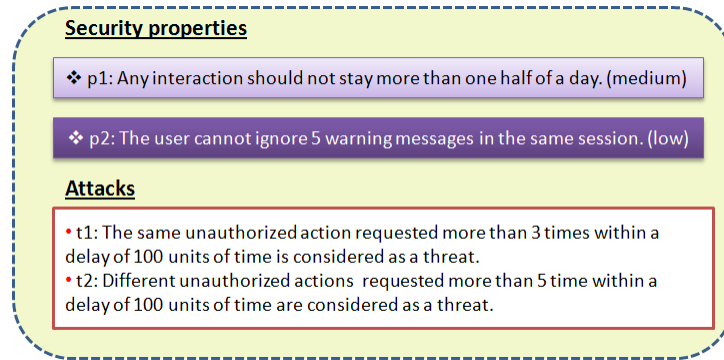 Security properties
❖ p1: Any interaction should not stay more than one half of a day. (medium)
❖ p2: The user cannot ignore 5 warning messages in the same session. (low)
Attacks
• t1: The same unauthorized action requested more than 3 times within a
delay of 100 units of time is considered as a threat.
• t2: Different unauthorized actions requested more than 5 time within a
delay of 100 units of time are considered as a threat.